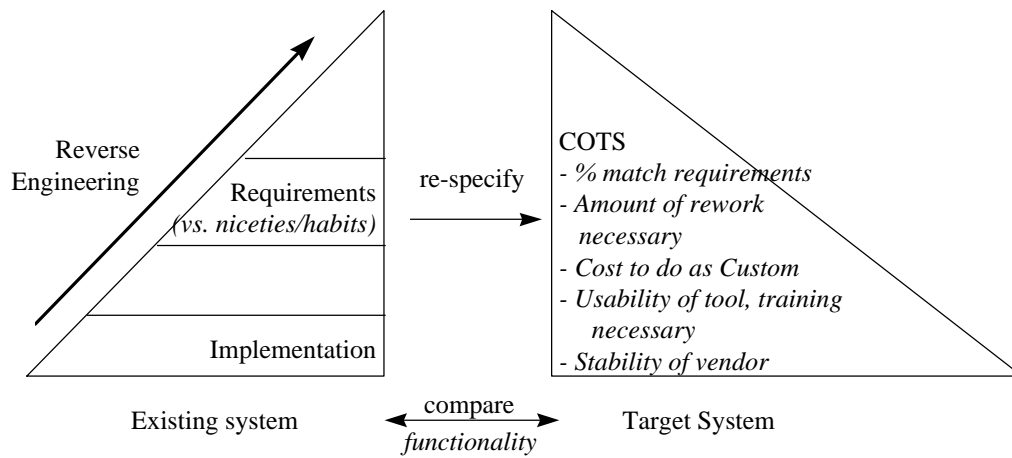 Reverse
Engineering
Requirements
(vs. niceties/habits)
Implementation
Existing system
re-specify
compare
functionality
COTS
- % match requirements
- Amount of rework
necessary
- Cost to do as Custom
- Usability of tool, training
necessary
- Stability of vendor
Target System